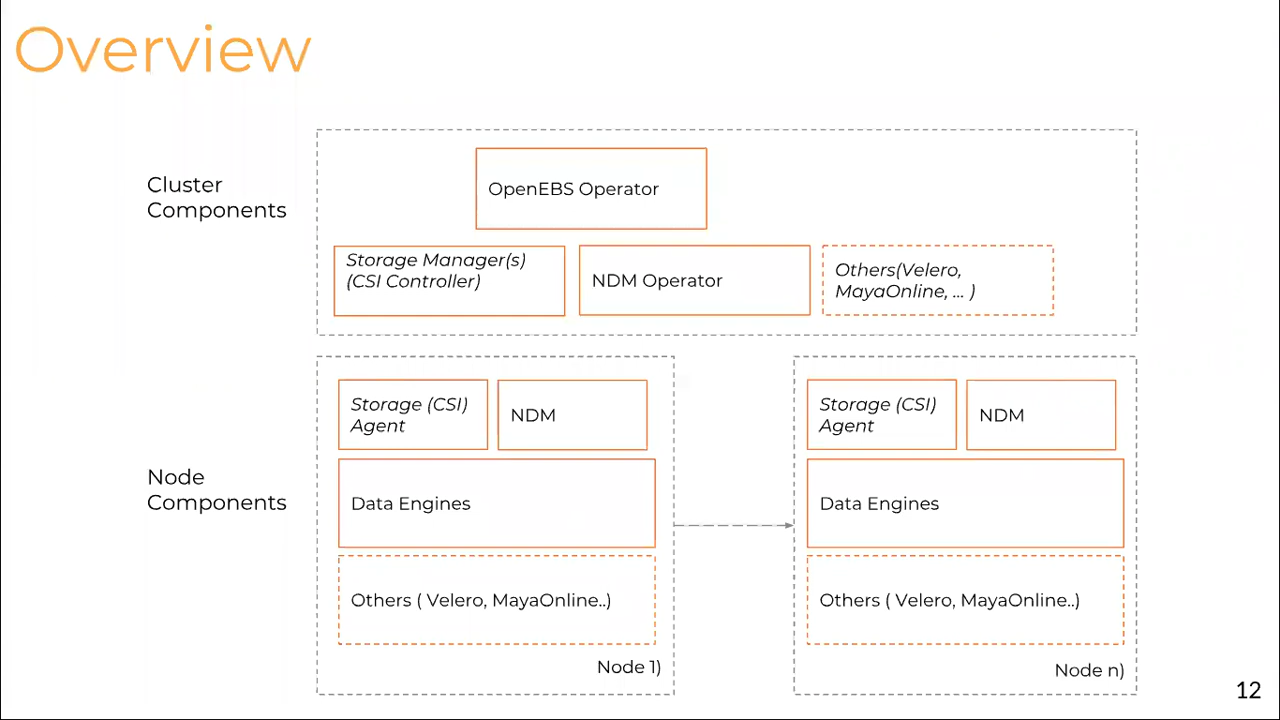 Overview
Cluster
Components
OpenEBS Operator
Storage Manager(s)
(CSI Controller)
NDM Operator
Others(Velero,
MayaOnline, ... )
Node
Components
Storage (CSI)
Agent
NDM
Data Engines
Others ( Velero, MayaOnline..)
Node 1)
Storage (CSI)
Agent
NDM
Data Engines
Others ( Velero, MayaOnline..)
Node n)
12